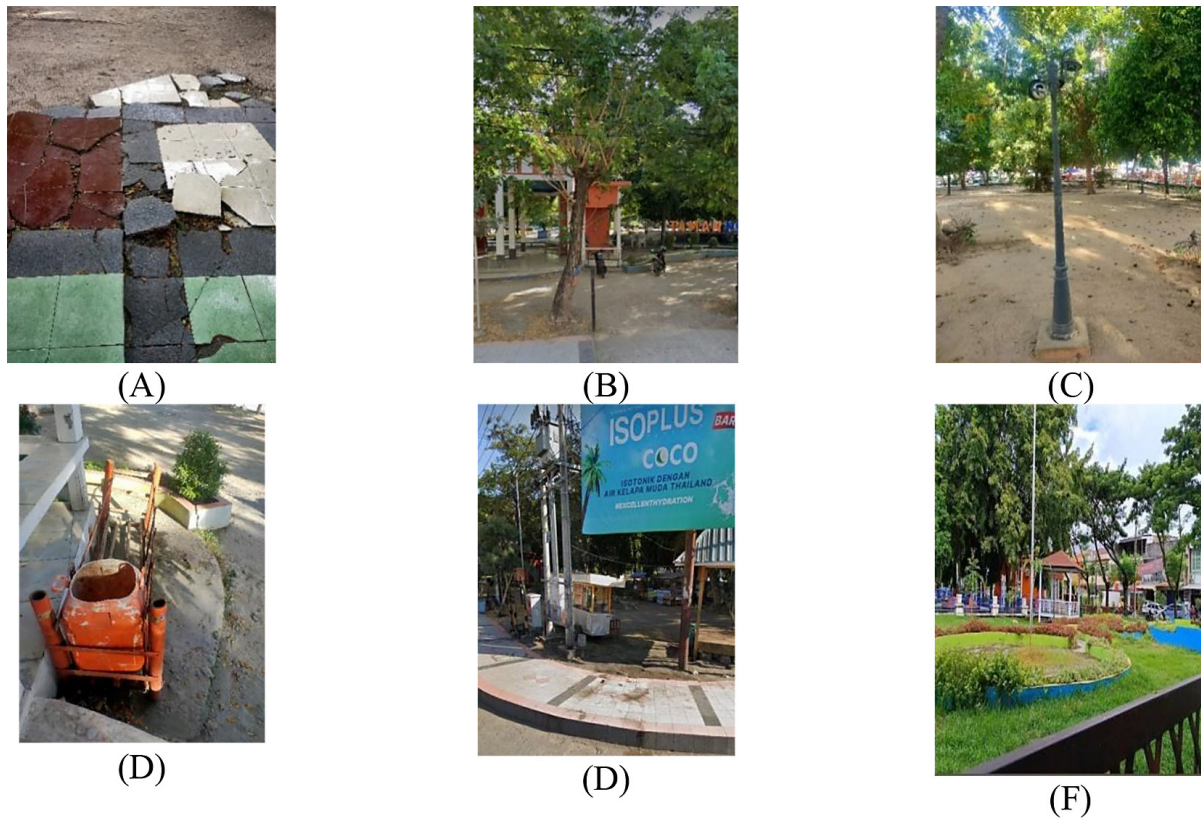 (A)
(B)
(C)
ISOPLUS
BAR
COCO
ISOTONIK DENGAN
AIR KELAPA MUDA THAILAND
#EXCELLENTHYDRATION
(D)
(D)
(F)